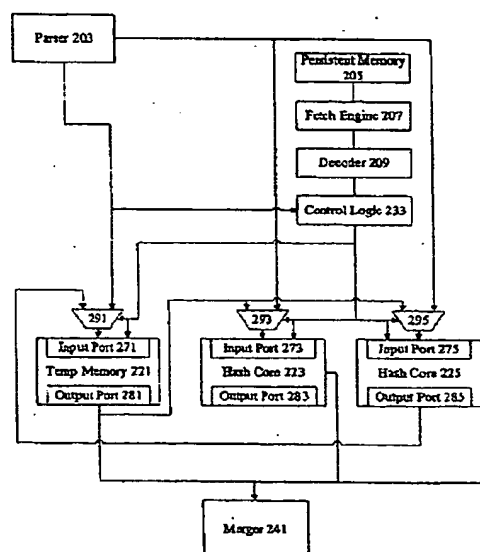 Parser 203
Persistent Memory
205
Fetch Engine 207
Decoder 209
Control Logic 233
291
293
295
Input Port 271
Temp Memory 221
Output Port 281
Input Port 273
Hash Core 223
Output Port 283
Input Port 275
Hash Core 225
Output Port 285
Merger 241